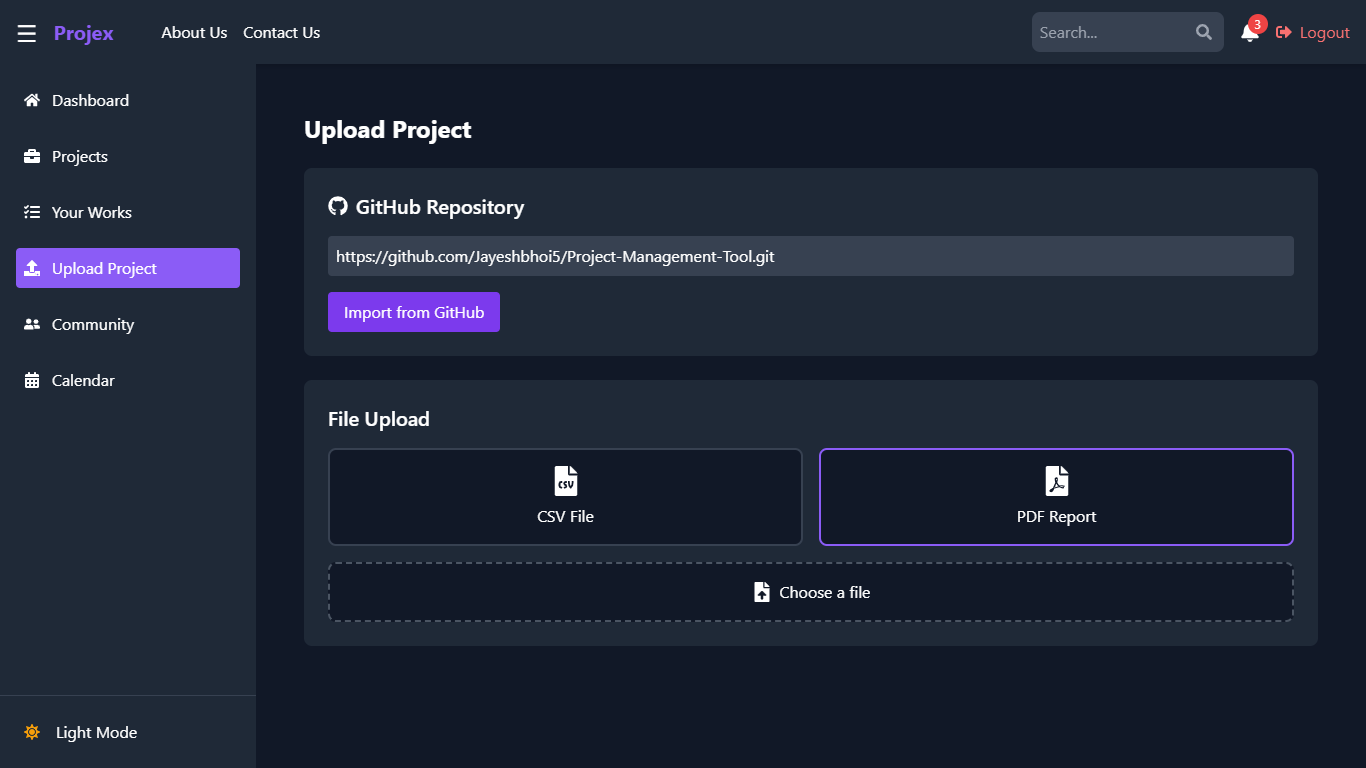 Projex
About Us
Contact Us
Search...
3
Logout
Dashboard
Projects
Your Works
Upload Project
Community
Calendar
Light Mode
Upload Project
GitHub Repository
https://github.com/Jayeshbhoi5/Project-Management-Tool.git
Import from GitHub
File Upload
CSV
CSV File
PDF Report
Choose a file